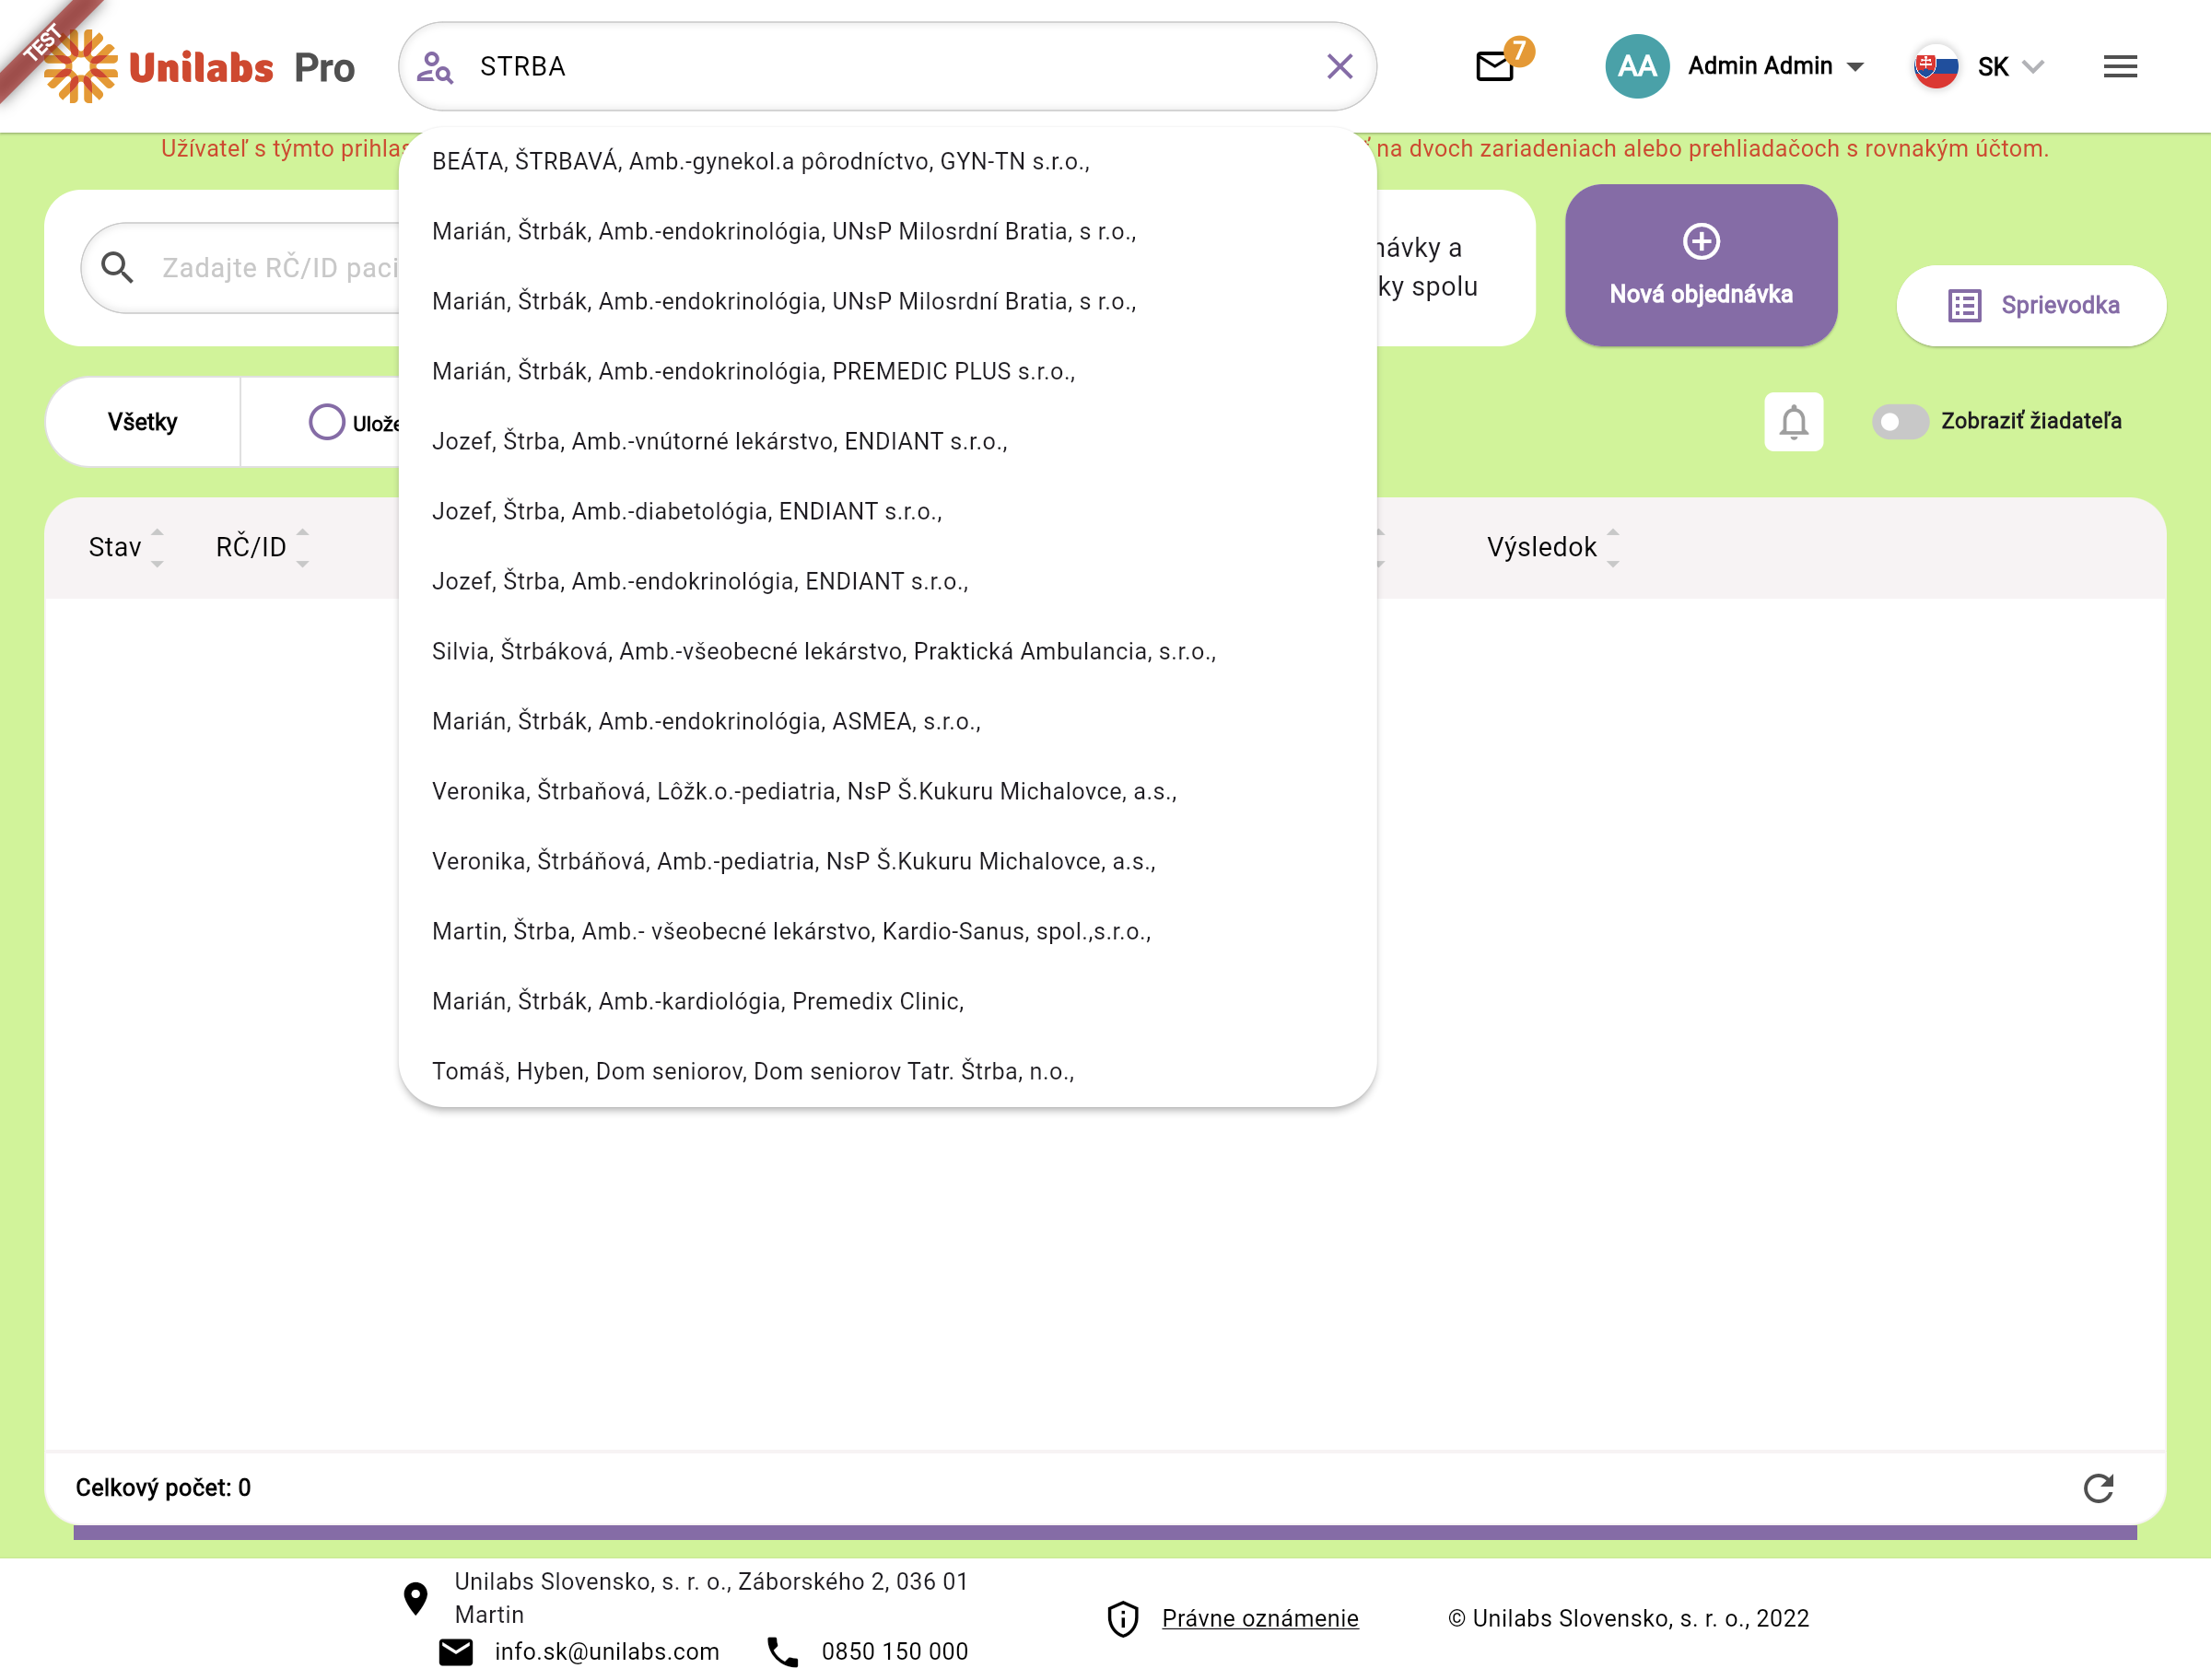 TEST
Unilabs Pro
STRBA
7
AA
Admin Admin
SK
Užívateľ s týmto prihlas
na dvoch zariadeniach alebo prehliadačoch s rovnakým účtom.
BEÁTA, ŠTRBAVÁ, Amb.-gynekol.a pôrodníctvo, GYN-TN s.r.o.,
Marián, Štrbák, Amb.-endokrinológia, UNsP Milosrdní Bratia, s r.o.,
Marián, Štrbák, Amb.-endokrinológia, UNsP Milosrdní Bratia, s r.o.,
Marián, Štrbák, Amb.-endokrinológia, PREMEDIC PLUS s.r.o.,
Jozef, Štrba, Amb.-vnútorné lekárstvo, ENDIANT s.r.o.,
Jozef, Štrba, Amb.-diabetológia, ENDIANT s.r.o.,
Jozef, Štrba, Amb.-endokrinológia, ENDIANT s.r.o.,
Silvia, Štrbáková, Amb.-všeobecné lekárstvo, Praktická Ambulancia, s.r.o.,
Marián, Štrbák, Amb.-endokrinológia, ASMEA, s.r.o.,
Veronika, Štrbaňová, Lôžk.o.-pediatria, NsP Š.Kukuru Michalovce, a.s.,
Veronika, Štrbáňová, Amb.-pediatria, NsP Š.Kukuru Michalovce, a.s.,
Martin, Štrba, Amb.- všeobecné lekárstvo, Kardio-Sanus, spol.,s.r.o.,
Marián, Štrbák, Amb.-kardiológia, Premedix Clinic,
Tomáš, Hyben, Dom seniorov, Dom seniorov Tatr. Štrba, n.o.,
Zadajte RČ/ID paci
návky a
ky spolu
Nová objednávka
Sprievodka
Všetky
Ulože
Zobraziť žiadateľa
Stav
RČ/ID
Výsledok
Celkový počet: 0
Unilabs Slovensko, s. r. o., Záborského 2, 036 01
Martin
info.sk@unilabs.com
0850 150 000
Právne oznámenie
© Unilabs Slovensko, s. r. o., 2022